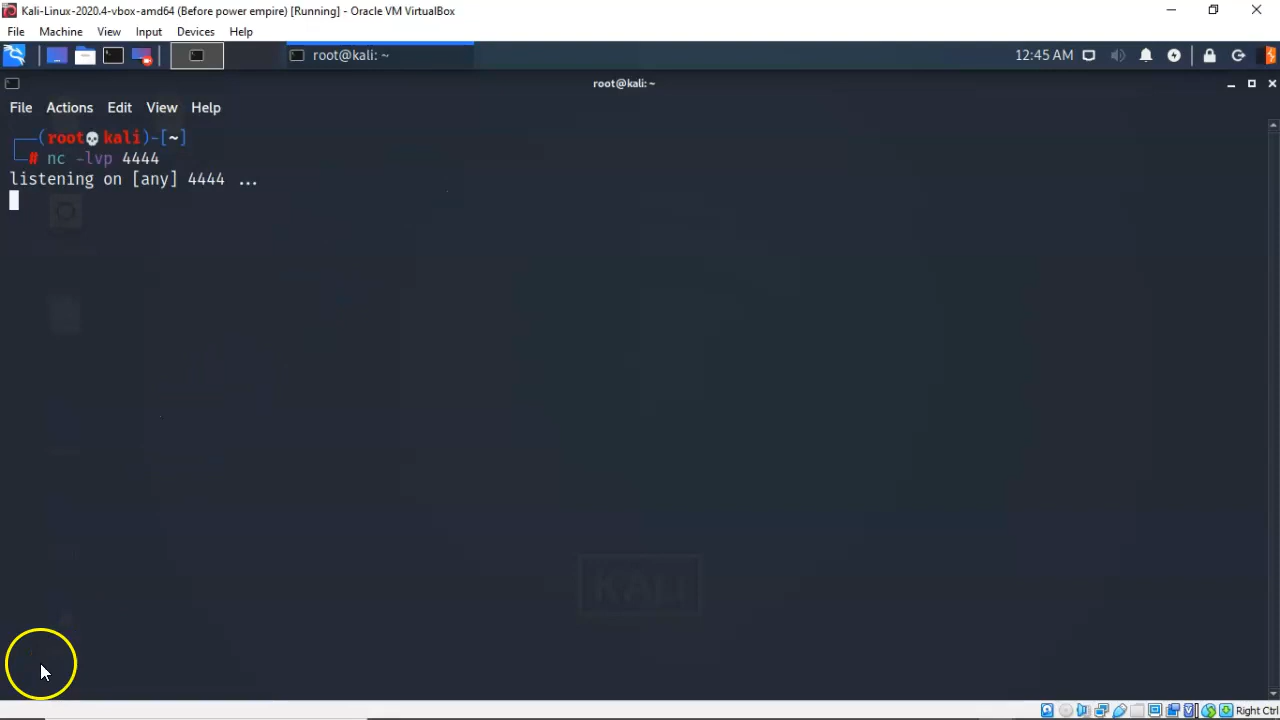 Kali-Linux-2020.4-vbox-amd64 (Before power empire) [Running] - Oracle VM VirtualBox
File Machine View Input Devices Help
root@kali: ~ 12:45 AM
root@kali: ~
File Actions Edit View Help
(root💀kali)-[~]
# nc -lvp 4444
listening on [any] 4444 ...
KALI
Right Ctrl